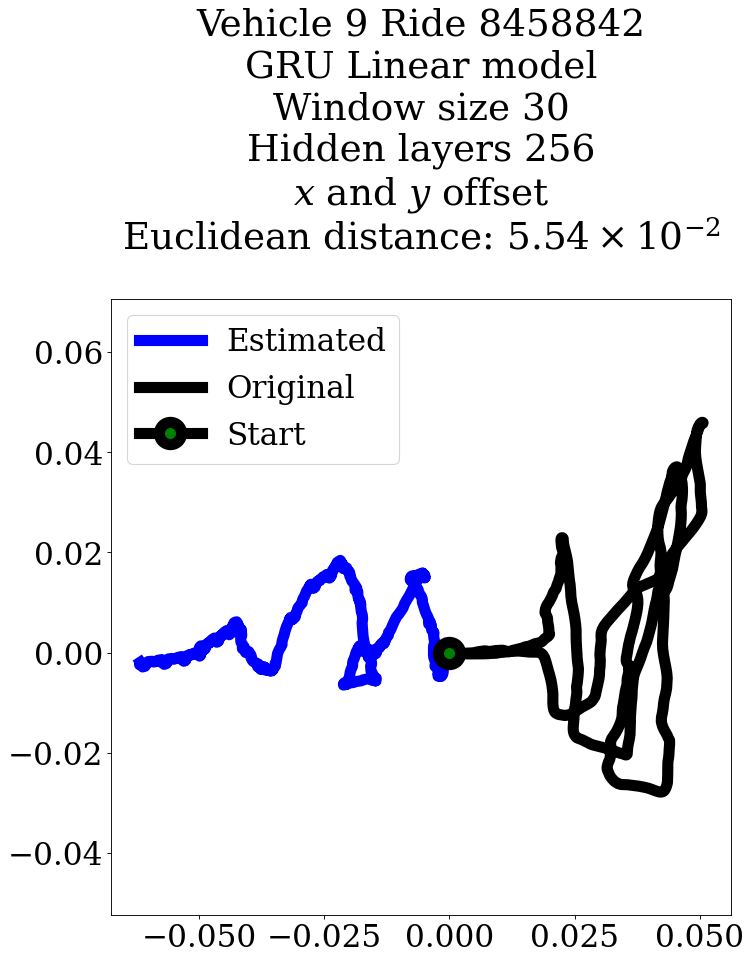 Vehicle 9 Ride 8458842
GRU Linear model
Window size 30
Hidden layers 256
x and y offset
Euclidean distance: 5.54 × 10⁻²
Estimated
Original
Start
0.06
0.04
0.02
0.00
−0.02
−0.04
−0.050 −0.025 0.000 0.025 0.050